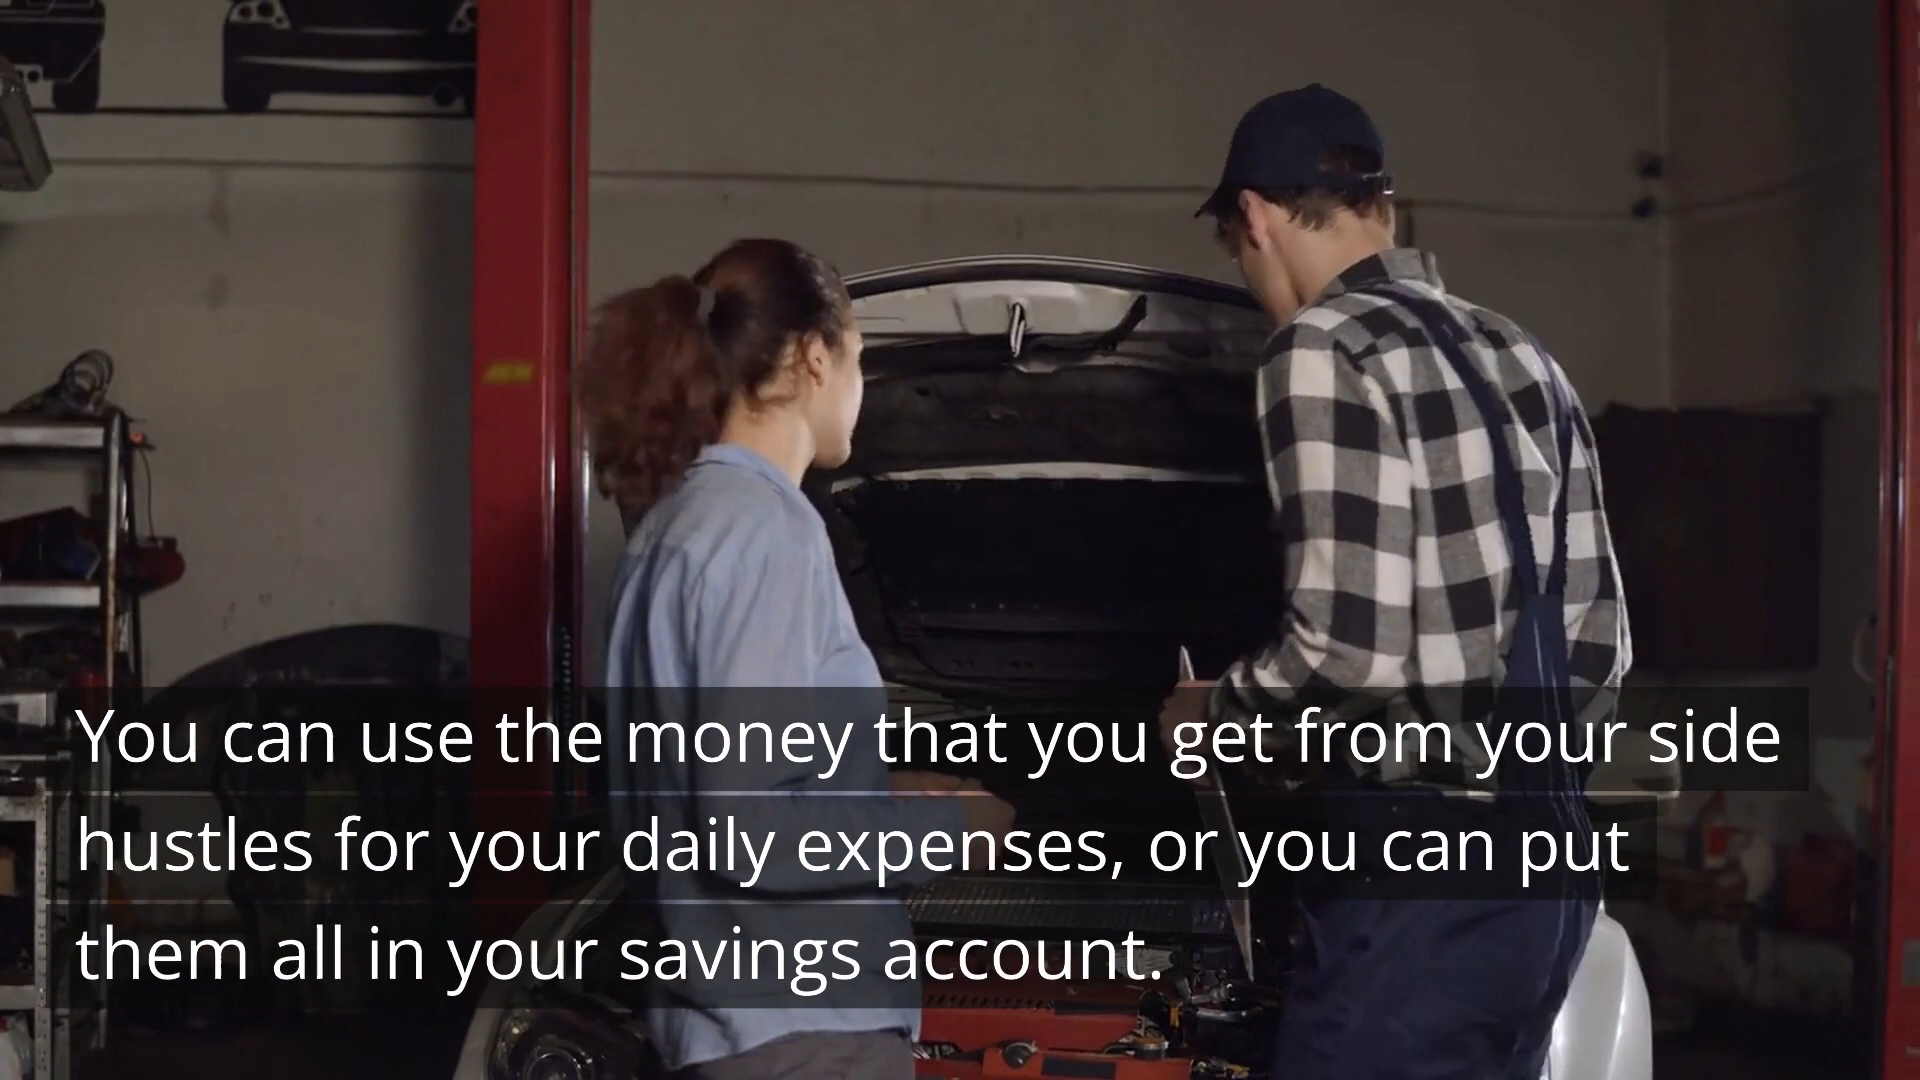 You can use the money that you get from your side
hustles for your daily expenses, or you can put
them all in your savings account.